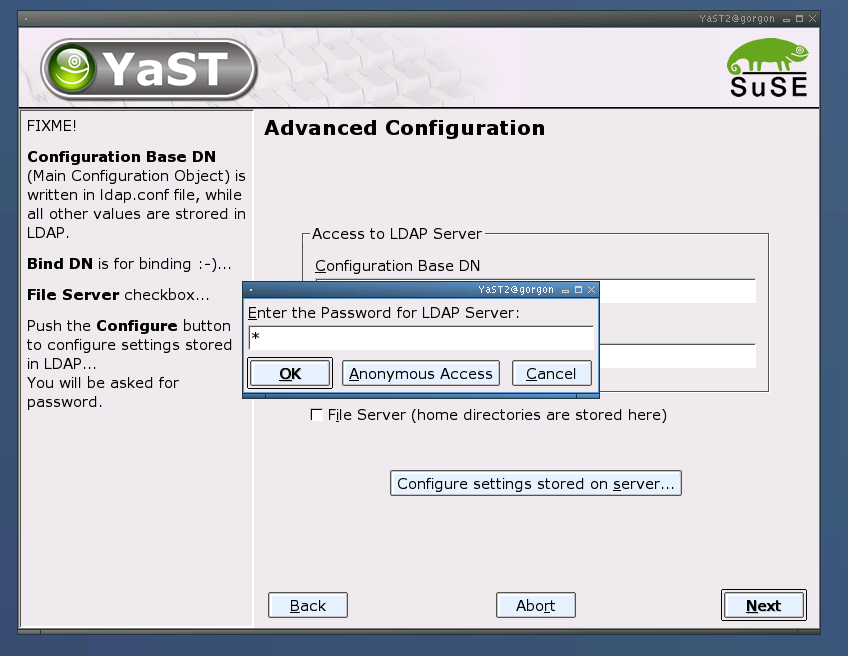 YaST2@gorgon
YaST
SuSE
FIXME!
Configuration Base DN
(Main Configuration Object) is
written in ldap.conf file, while
all other values are strored in
LDAP.
Bind DN is for binding :-)...
File Server checkbox...
Push the Configure button
to configure settings stored
in LDAP...
You will be asked for
password.
Advanced Configuration
Access to LDAP Server
Configuration Base DN
YaST2@gorgon
Enter the Password for LDAP Server:
*
OK
Anonymous Access
Cancel
File Server (home directories are stored here)
Configure settings stored on server...
Back
Abort
Next